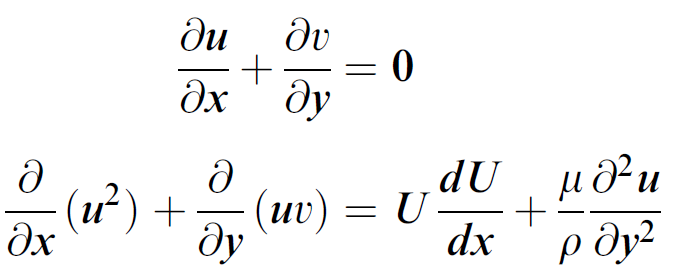 ∂u/∂x + ∂v/∂y = 0
∂/∂x (u²) + ∂/∂y (uv) = U dU/dx + μ/ρ ∂²u/∂y²